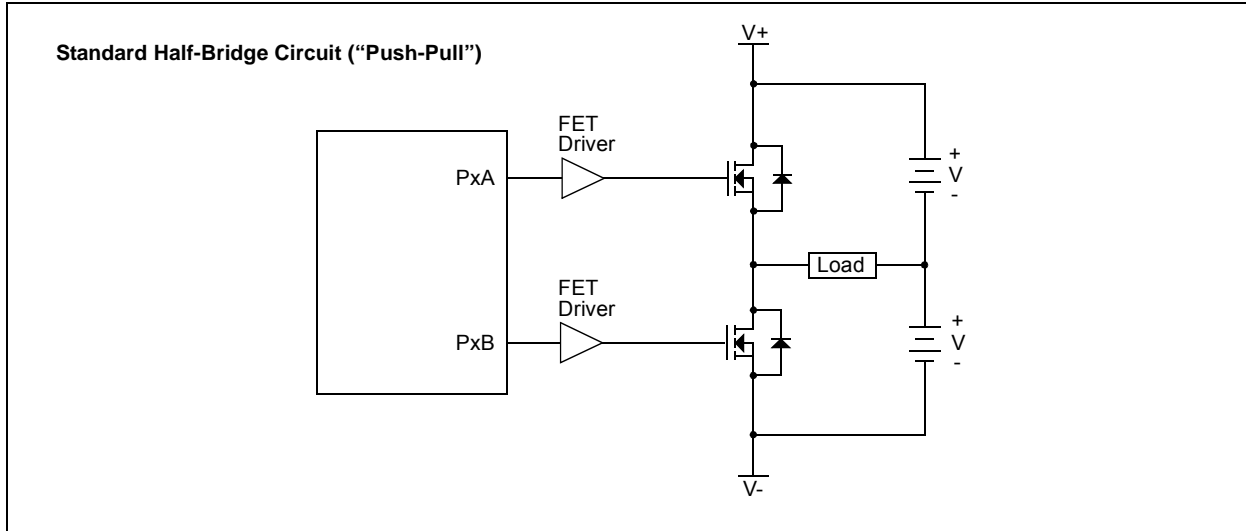 Standard Half-Bridge Circuit (“Push-Pull”)
V+
FET
Driver
PxA
+
V
-
Load
FET
Driver
PxB
+
V
-
V-